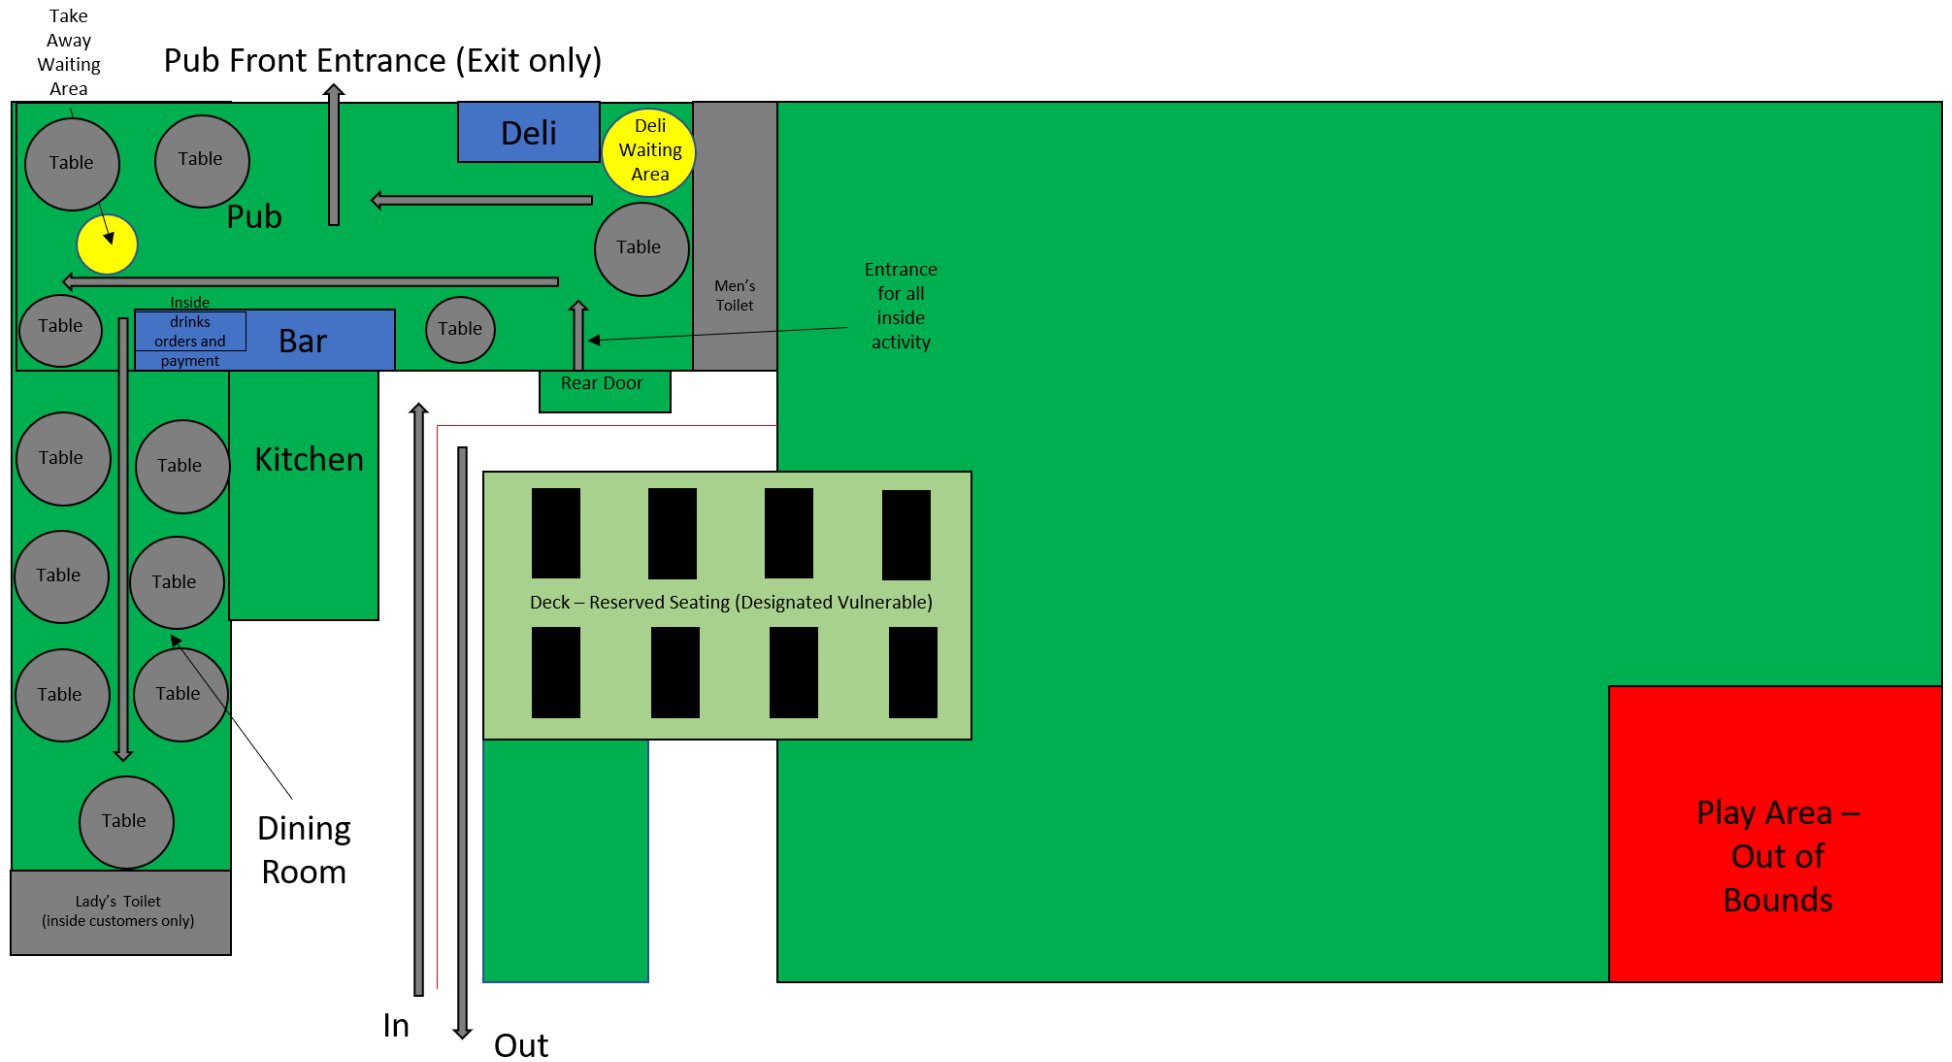 Take
Away
Waiting
Area
Pub Front Entrance (Exit only)
Deli
Deli
Waiting
Area
Table
Table
Pub
Table
Men's
Toilet
Entrance
for all
inside
activity
Inside
drinks
orders and
payment
Table
Bar
Table
Rear Door
Table
Table
Kitchen
Table
Table
Deck – Reserved Seating (Designated Vulnerable)
Table
Table
Table
Dining
Room
Play Area –
Out of
Bounds
Lady's Toilet
(inside customers only)
In
Out